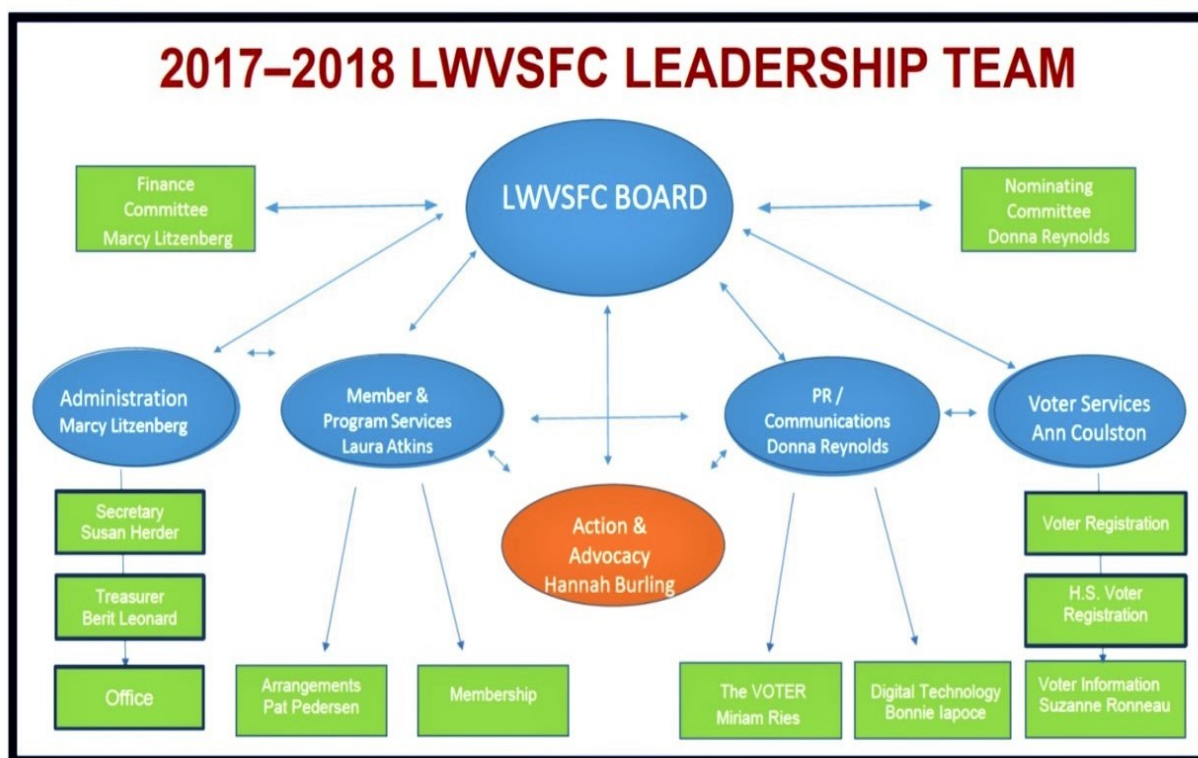 2017–2018 LWVSFC LEADERSHIP TEAM
Finance
Committee
Marcy Litzenberg
LWVSFC BOARD
Nominating
Committee
Donna Reynolds
Administration
Marcy Litzenberg
Member &
Program Services
Laura Atkins
PR /
Communications
Donna Reynolds
Voter Services
Ann Coulston
Action &
Advocacy
Hannah Burling
Secretary
Susan Herder
Treasurer
Berit Leonard
Office
Arrangements
Pat Pedersen
Membership
The VOTER
Miriam Ries
Digital Technology
Bonnie Iapoce
Voter Registration
H.S. Voter
Registration
Voter Information
Suzanne Ronneau